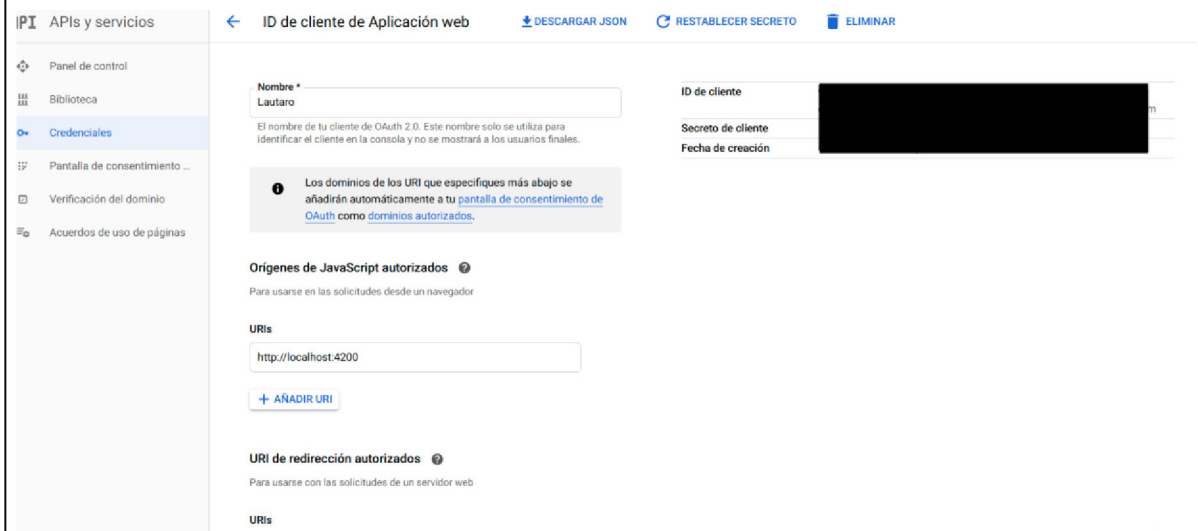 API APIs y servicios
ID de cliente de Aplicación web
DESCARGAR JSON
RESTABLECER SECRETO
ELIMINAR
Panel de control
Biblioteca
Credenciales
Pantalla de consentimiento ...
Verificación del dominio
Acuerdos de uso de páginas
Nombre *
Lautaro
El nombre de tu cliente de OAuth 2.0. Este nombre solo se utiliza para
identificar el cliente en la consola y no se mostrará a los usuarios finales.
Los dominios de los URI que especifiques más abajo se
añadirán automáticamente a tu pantalla de consentimiento de
OAuth como dominios autorizados.
Orígenes de JavaScript autorizados
Para usarse en las solicitudes desde un navegador
URIs
http://localhost:4200
+ AÑADIR URI
URI de redirección autorizados
Para usarse con las solicitudes de un servidor web
URIs
ID de cliente
m
Secreto de cliente
Fecha de creación